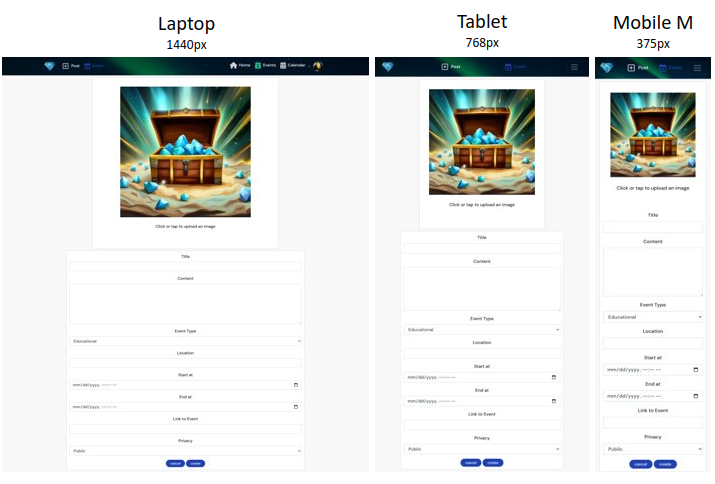 Laptop
1440px
Post
Event
Home
Events
Calendar
Click or tap to upload an image
Title
Content
Event Type
Educational
Location
Start at
mm/dd/yyyy, --:-- --
End at
mm/dd/yyyy, --:-- --
Link to Event
Privacy
Public
cancel create
Tablet
768px
Post
Event
Click or tap to upload an image
Title
Content
Event Type
Educational
Location
Start at
mm/dd/yyyy, --:-- --
End at
mm/dd/yyyy, --:-- --
Link to Event
Privacy
Public
cancel create
Mobile M
375px
Post
Event
Click or tap to upload an image
Title
Content
Event Type
Educational
Location
Start at
mm/dd/yyyy, --:-- --
End at
mm/dd/yyyy, --:-- --
Link to Event
Privacy
Public
cancel create